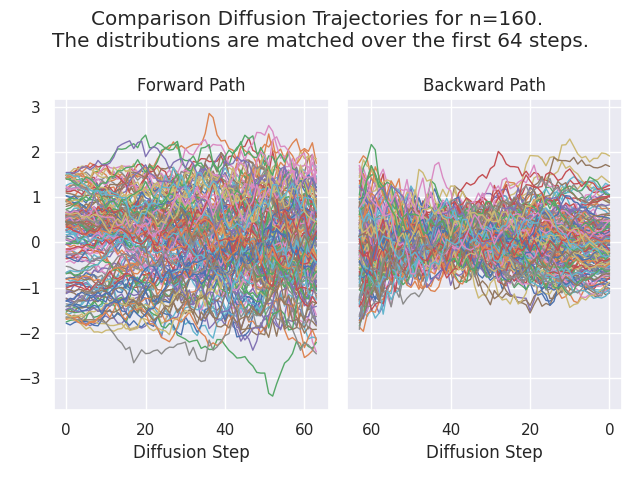 Comparison Diffusion Trajectories for n=160.
The distributions are matched over the first 64 steps.
Forward Path
Backward Path
3
2
1
0
−1
−2
−3
0 20 40 60
60 40 20 0
Diffusion Step
Diffusion Step